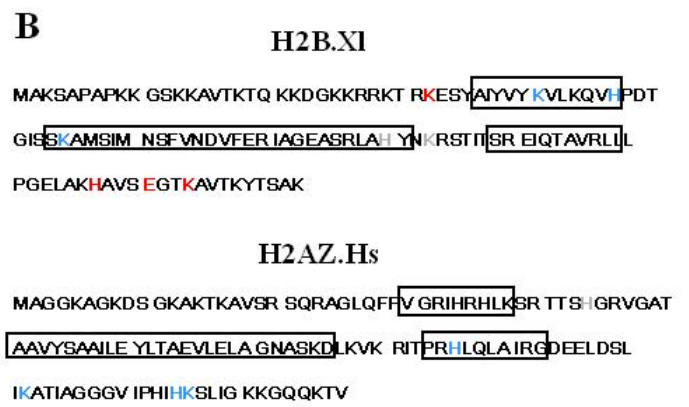 B
H2B.Xl
MAKSAPAPKK GSKKAVTKTQ KKDGKKRRKT RKESYAIYVY KVLKQVHPDT
GISSKAMSIM NSFVNDVFER IAGEASRLAH YNKRSTITSR EIQTAVRLLL
PGELAKHAVS EGTKAVTKYTSAK
H2AZ.Hs
MAGGKAGKDS GKAKTKAVSR SQRAGLQFPV GRIHRHLKSR TTSHGRVGAT
AAVYSAAILE YLTAEVLELA GNASKDLKVK RITPRHLQLA IRGDEELDSL
IKATIAGGGV IPHIHKSLIG KKGQQKTV